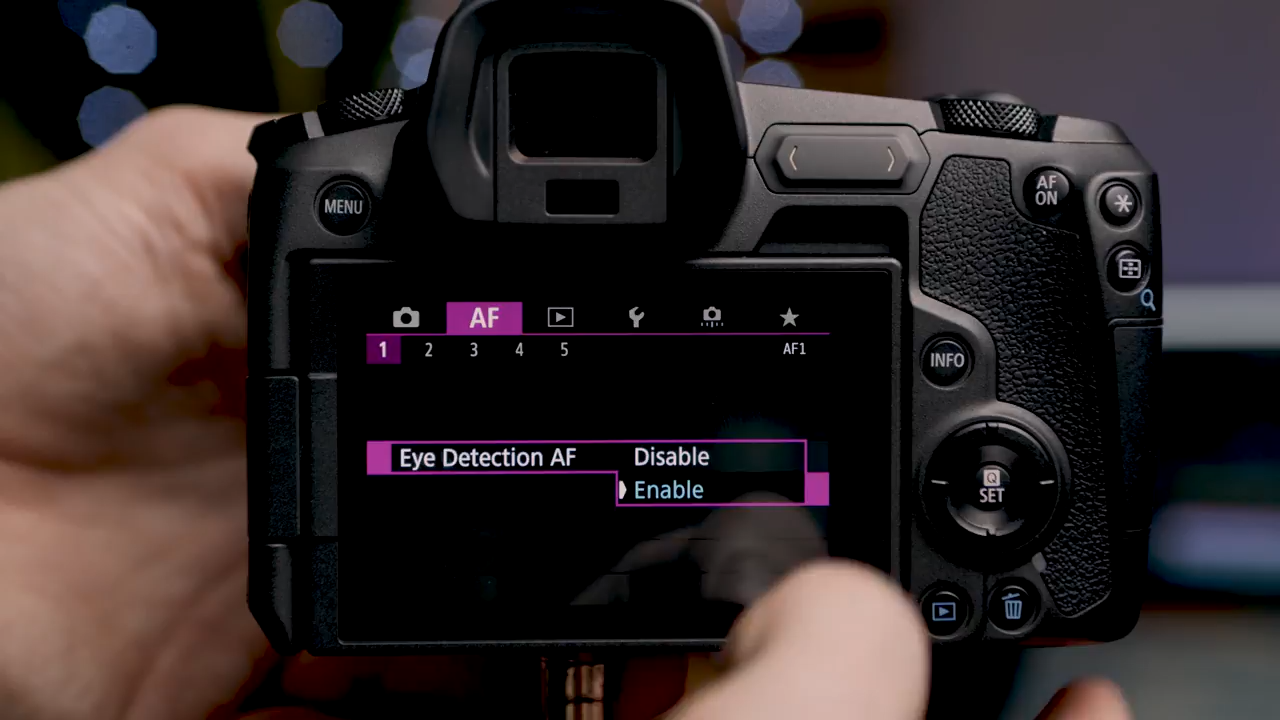 MENU
AF
ON
AF
1 2 3 4 5 AF1
INFO
Eye Detection AF Disable
Enable
Q
SET